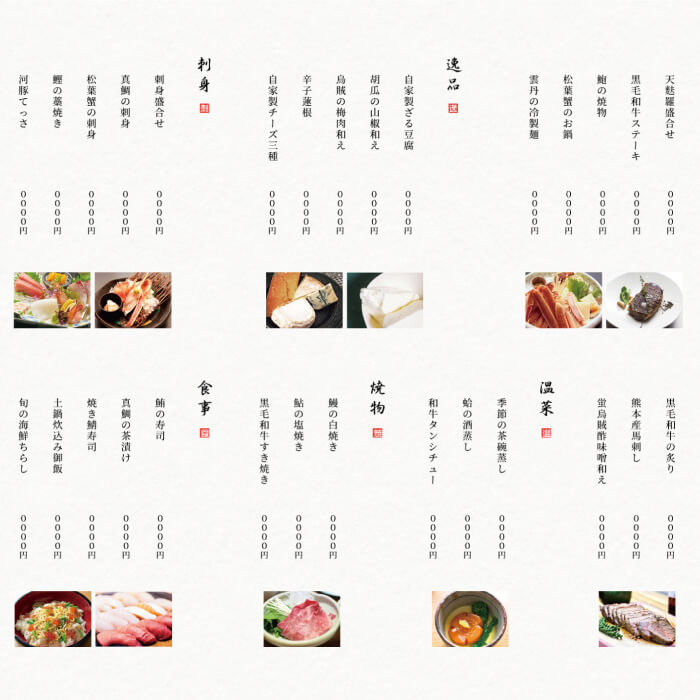 天麩羅盛合せ
0000円
黒毛和牛ステーキ
0000円
鮑の焼物
0000円
松葉蟹のお鍋
0000円
雲丹の冷製麺
0000円
逸品
自家製ざる豆腐
0000円
胡瓜の山椒和え
0000円
烏賊の梅肉和え
0000円
辛子蓮根
0000円
自家製チーズ三種
0000円
刺身
刺身盛合せ
0000円
真鯛の刺身
0000円
松葉蟹の刺身
0000円
鰹の藁焼き
0000円
河豚てっさ
0000円
黒毛和牛の炙り
0000円
熊本産馬刺し
0000円
蛍烏賊酢味噌和え
0000円
温菜
季節の茶碗蒸し
0000円
蛤の酒蒸し
0000円
和牛タンシチュー
0000円
焼物
鰻の白焼き
0000円
鮎の塩焼き
0000円
黒毛和牛すき焼き
0000円
食事
鮪の寿司
0000円
真鯛の茶漬け
0000円
焼き鯖寿司
0000円
土鍋炊込み御飯
0000円
旬の海鮮ちらし
0000円